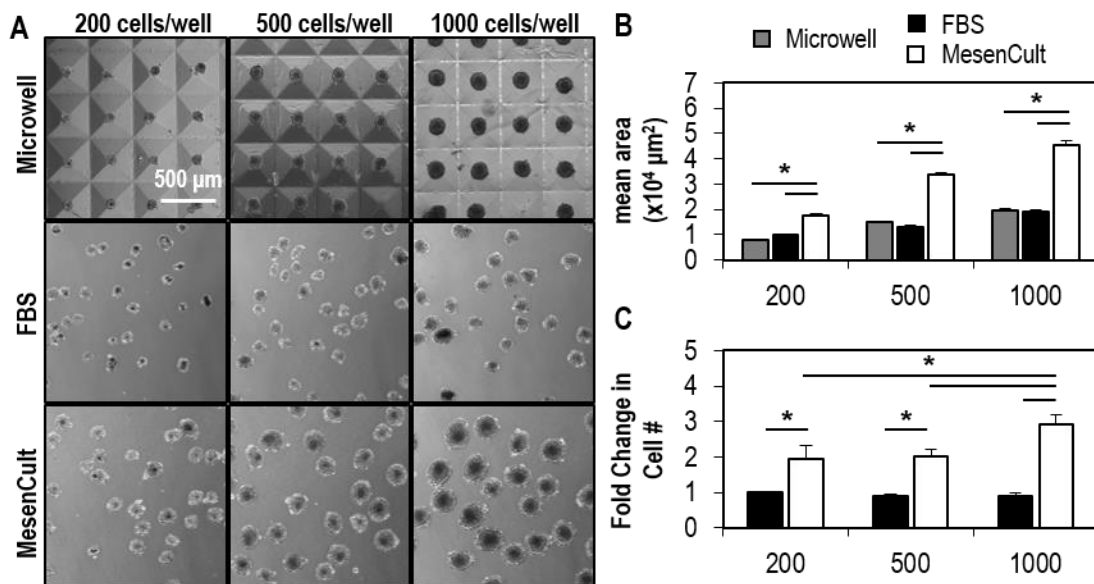 A
200 cells/well
500 cells/well
1000 cells/well
Microwell
500 µm
FBS
MesenCult
B
Microwell
FBS
MesenCult
mean area
(x10⁴ µm²)
7
6
5
4
3
2
1
0
*
*
*
200
500
1000
C
Fold Change in
Cell #
5
4
3
2
1
0
*
*
*
200
500
1000